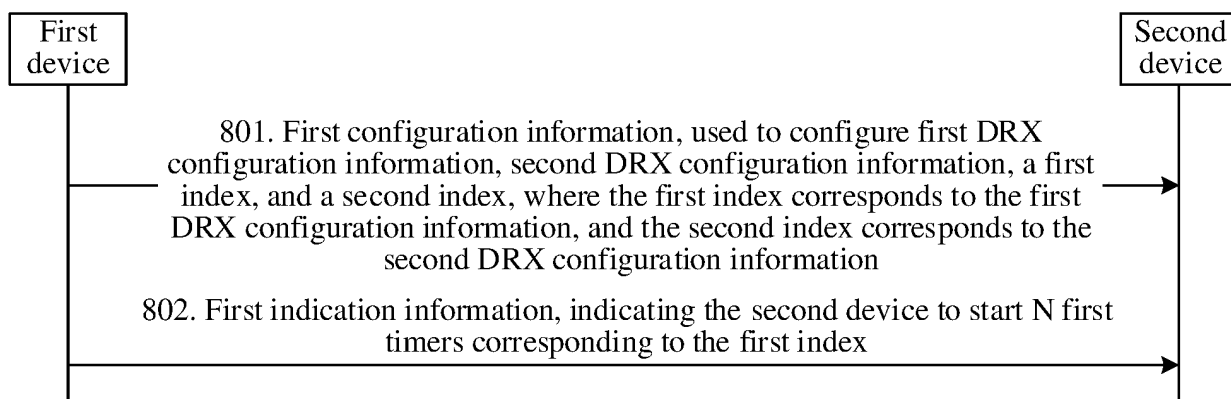 First
device
Second
device
801. First configuration information, used to configure first DRX
configuration information, second DRX configuration information, a first
index, and a second index, where the first index corresponds to the first
DRX configuration information, and the second index corresponds to the
second DRX configuration information
802. First indication information, indicating the second device to start N first
timers corresponding to the first index